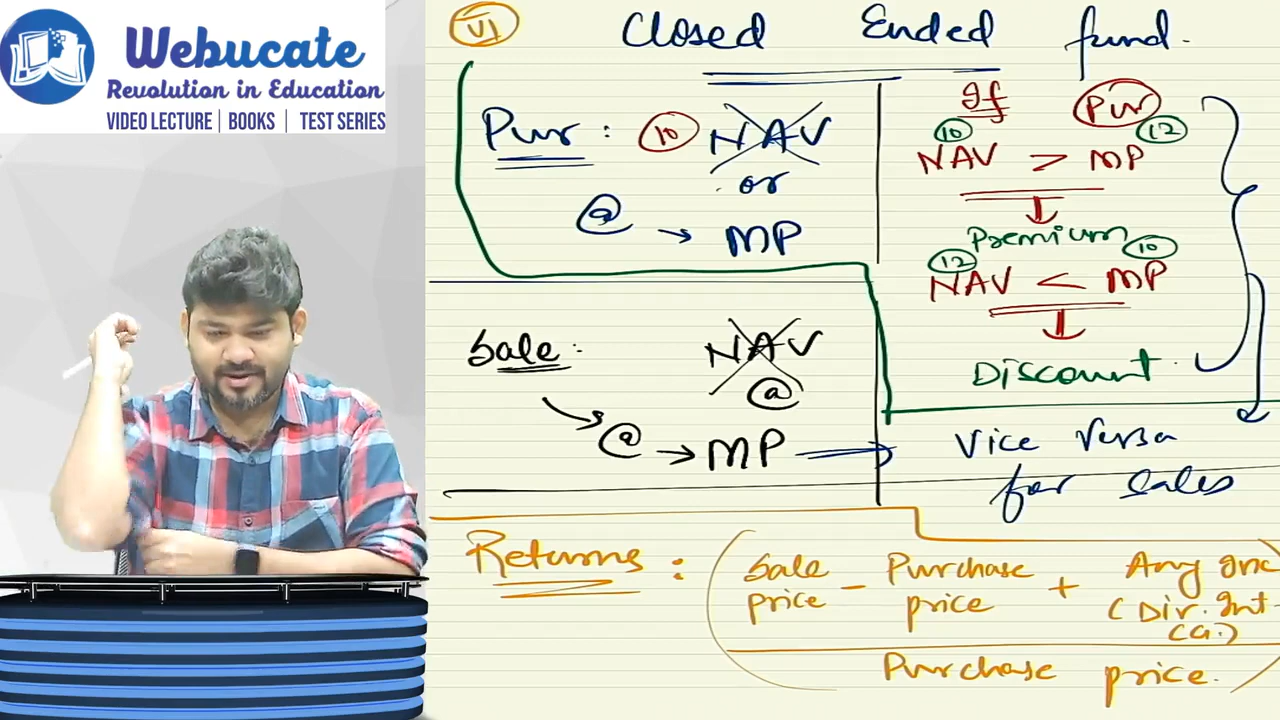 Webucate
Revolution in Education
VIDEO LECTURE | BOOKS | TEST SERIES
VI
Closed Ended fund.
Pur : 10 NAV
or
@ → MP
If Pur
10 12
NAV > MP
↓
Premium
12 10
NAV < MP
↓
Discount
Sale :
NAV
@
@ → MP →
Vice Versa
for sales
Returns : ( Sale price - Purchase price + Any Inc
(Div. Int
CG.)
Purchase price. )